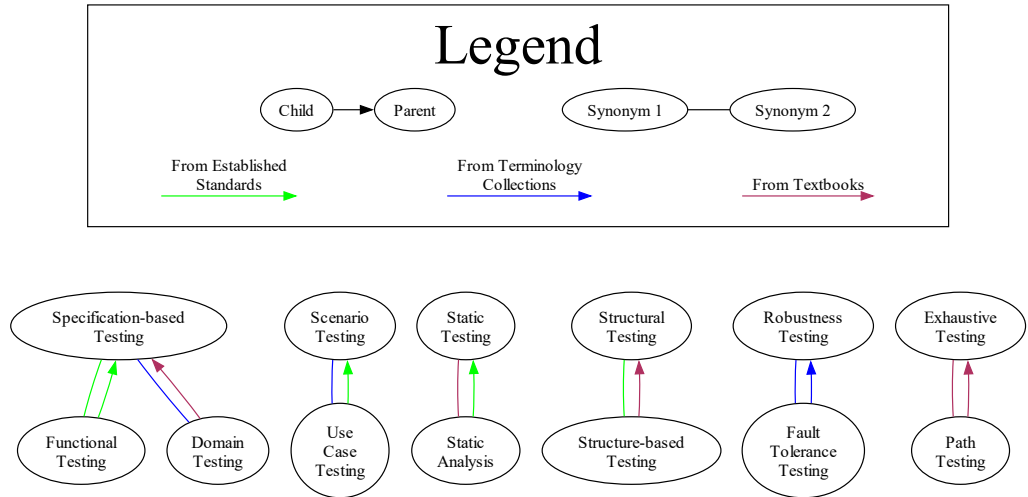 Legend
Child
Parent
Synonym 1
Synonym 2
From Established
Standards
From Terminology
Collections
From Textbooks
Specification-based
Testing
Scenario
Testing
Static
Testing
Structural
Testing
Robustness
Testing
Exhaustive
Testing
Functional
Testing
Domain
Testing
Use
Case
Testing
Static
Analysis
Structure-based
Testing
Fault
Tolerance
Testing
Path
Testing